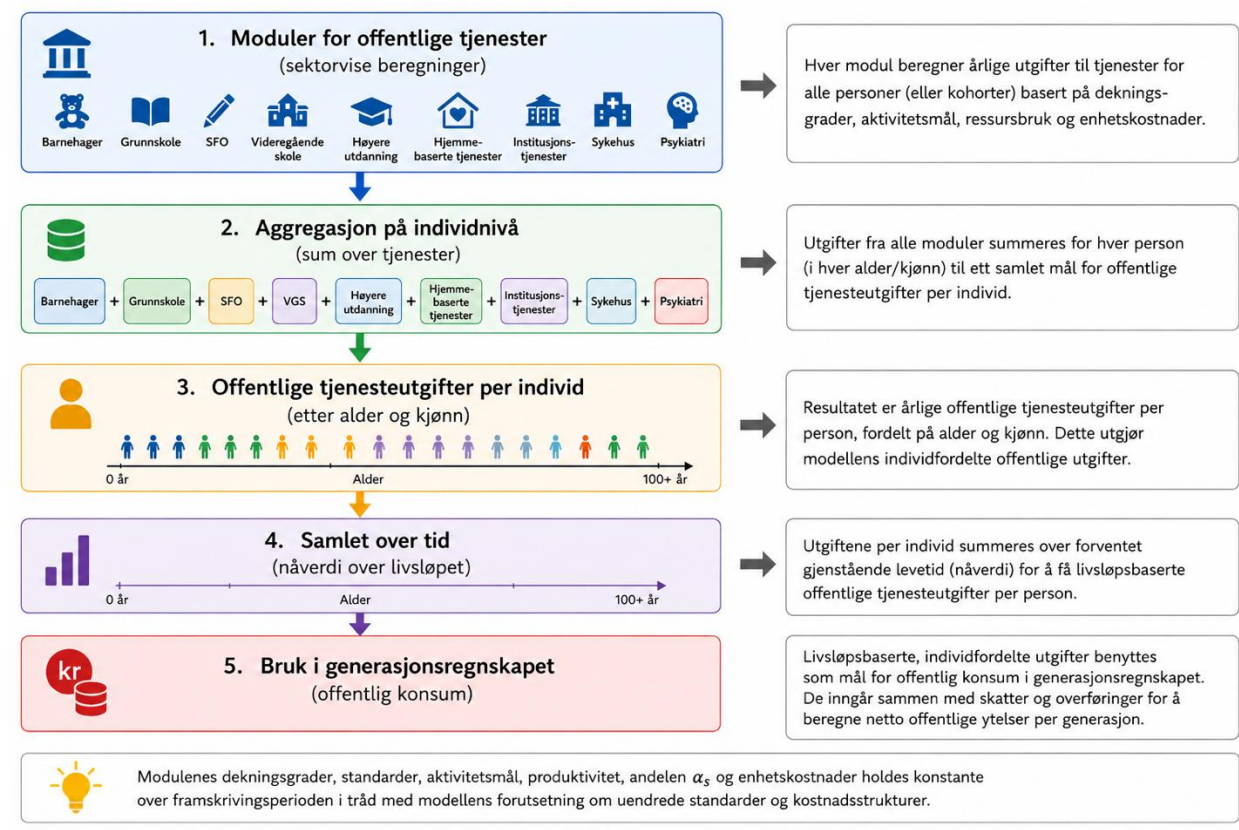 1. Moduler for offentlige tjenester
(sektorvise beregninger)
Barnehager
Grunnskole
SFO
Videregående
skole
Høyere
utdanning
Hjemme-
baserte tjenester
Institusjons-
tjenester
Sykehus
Psykiatri
Hver modul beregner årlige utgifter til tjenester for
alle personer (eller kohorter) basert på deknings-
grader, aktivitetsmål, ressursbruk og enhetskostnader.
2. Aggregasjon på individnivå
(sum over tjenester)
Barnehager + Grunnskole + SFO + VGS + Høyere
utdanning + Hjemme-
baserte
tjenester + Institusjons-
tjenester + Sykehus + Psykiatri
Utgifter fra alle moduler summeres for hver person
(i hver alder/kjønn) til ett samlet mål for offentlige
tjenesteutgifter per individ.
3. Offentlige tjenesteutgifter per individ
(etter alder og kjønn)
0 år Alder 100+ år
Resultatet er årlige offentlige tjenesteutgifter per
person, fordelt på alder og kjønn. Dette utgjør
modellens individfordelte offentlige utgifter.
4. Samlet over tid
(nåverdi over livsløpet)
0 år Alder 100+ år
Utgiftene per individ summeres over forventet
gjenstående levetid (nåverdi) for å få livsløpsbaserte
offentlige tjenesteutgifter per person.
kr
5. Bruk i generasjonsregnskapet
(offentlig konsum)
Livsløpsbaserte, individfordelte utgifter benyttes
som mål for offentlig konsum i generasjonsregnskapet.
De inngår sammen med skatter og overføringer for å
beregne netto offentlige ytelser per generasjon.
Modulenes dekningsgrader, standarder, aktivitetsmål, produktivitet, andelen αₛ og enhetskostnader holdes konstante
over framskrivingsperioden i tråd med modellens forutsetning om uendrede standarder og kostnadsstrukturer.